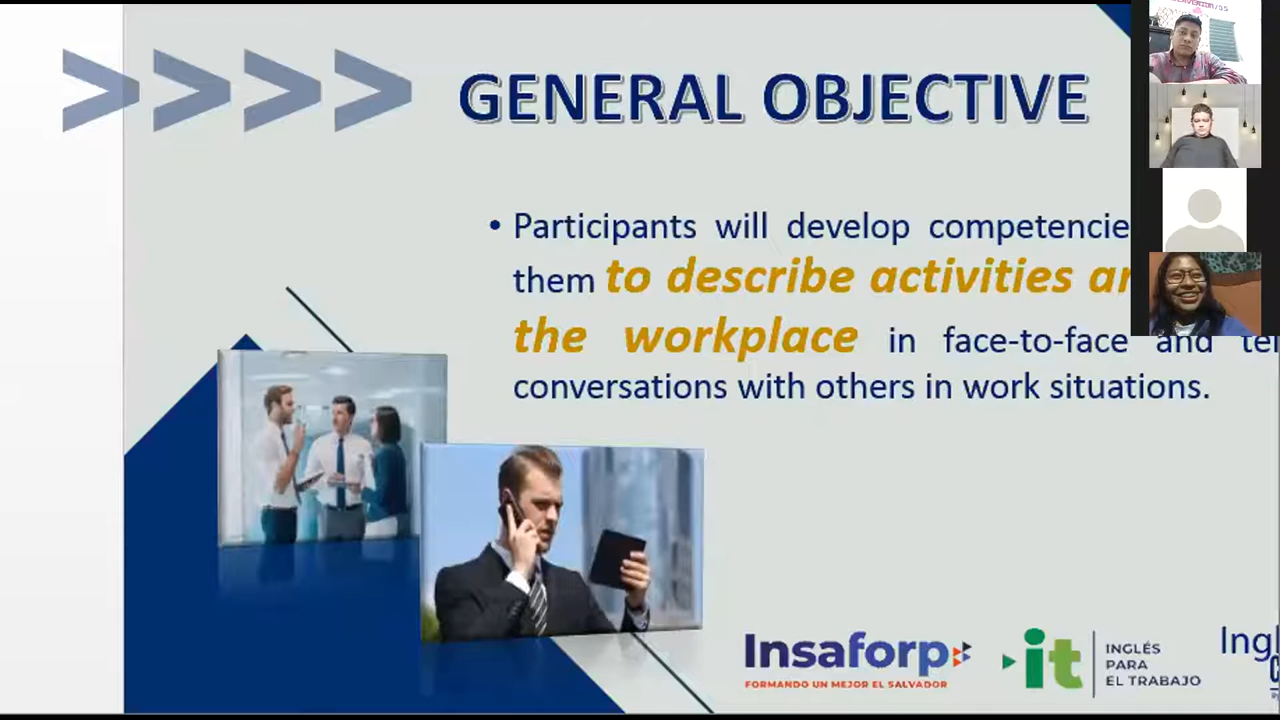 GENERAL OBJECTIVE
• Participants will develop
them to describe activities
the workplace in face-to-face and
conversations with others in work situations.
Insaforp
FORMANDO UN MEJOR EL SALVADOR
it
INGLÉS
PARA
EL TRABAJO